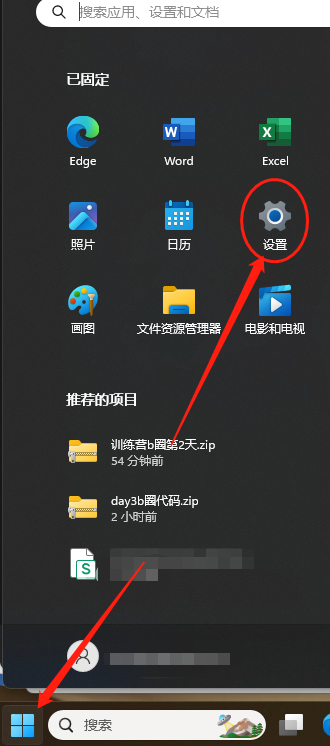 搜索应用、设置和文档
已固定
Edge
Word
Excel
照片
日历
设置
画图
文件资源管理器
电影和电视
推荐的项目
训练营b圈第2天.zip
54 分钟前
day3b圈代码.zip
2 小时前
S
搜索